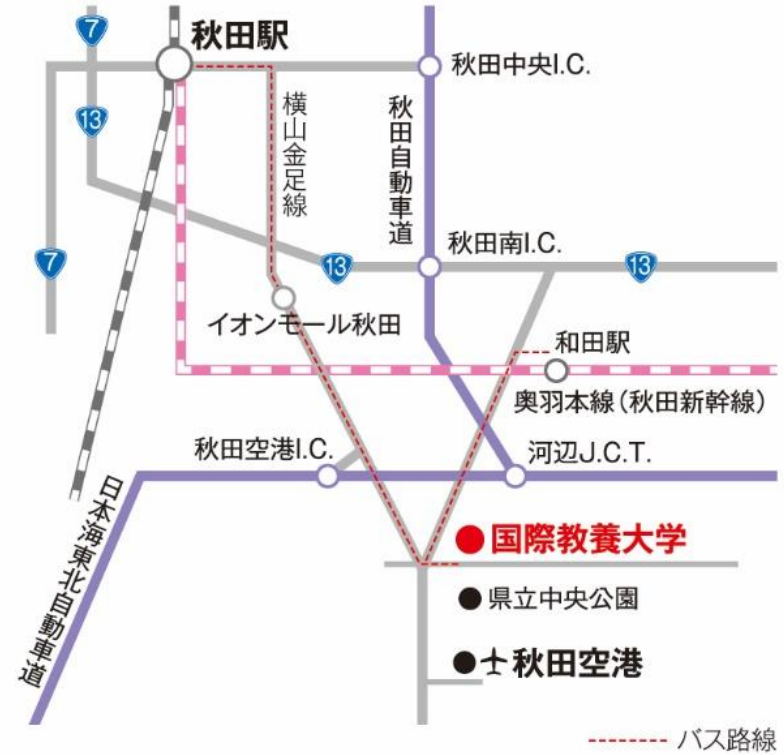 7
秋田駅
秋田中央I.C.
13
横山金足線
秋田自動車道
7
13
秋田南I.C.
13
イオンモール秋田
和田駅
奥羽本線(秋田新幹線)
秋田空港I.C.
河辺J.C.T.
日本海東北自動車道
国際教養大学
県立中央公園
秋田空港
バス路線